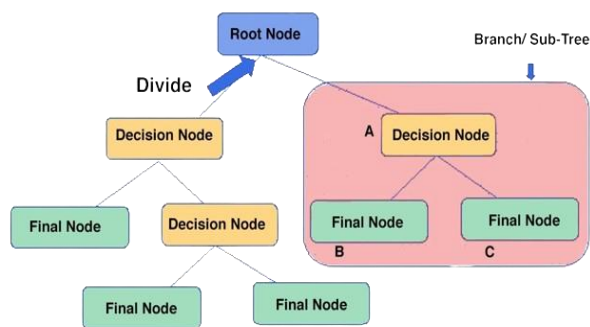 Root Node
Branch/ Sub-Tree
Divide
Decision Node
A
Decision Node
Final Node
Decision Node
Final Node
Final Node
B
C
Final Node
Final Node